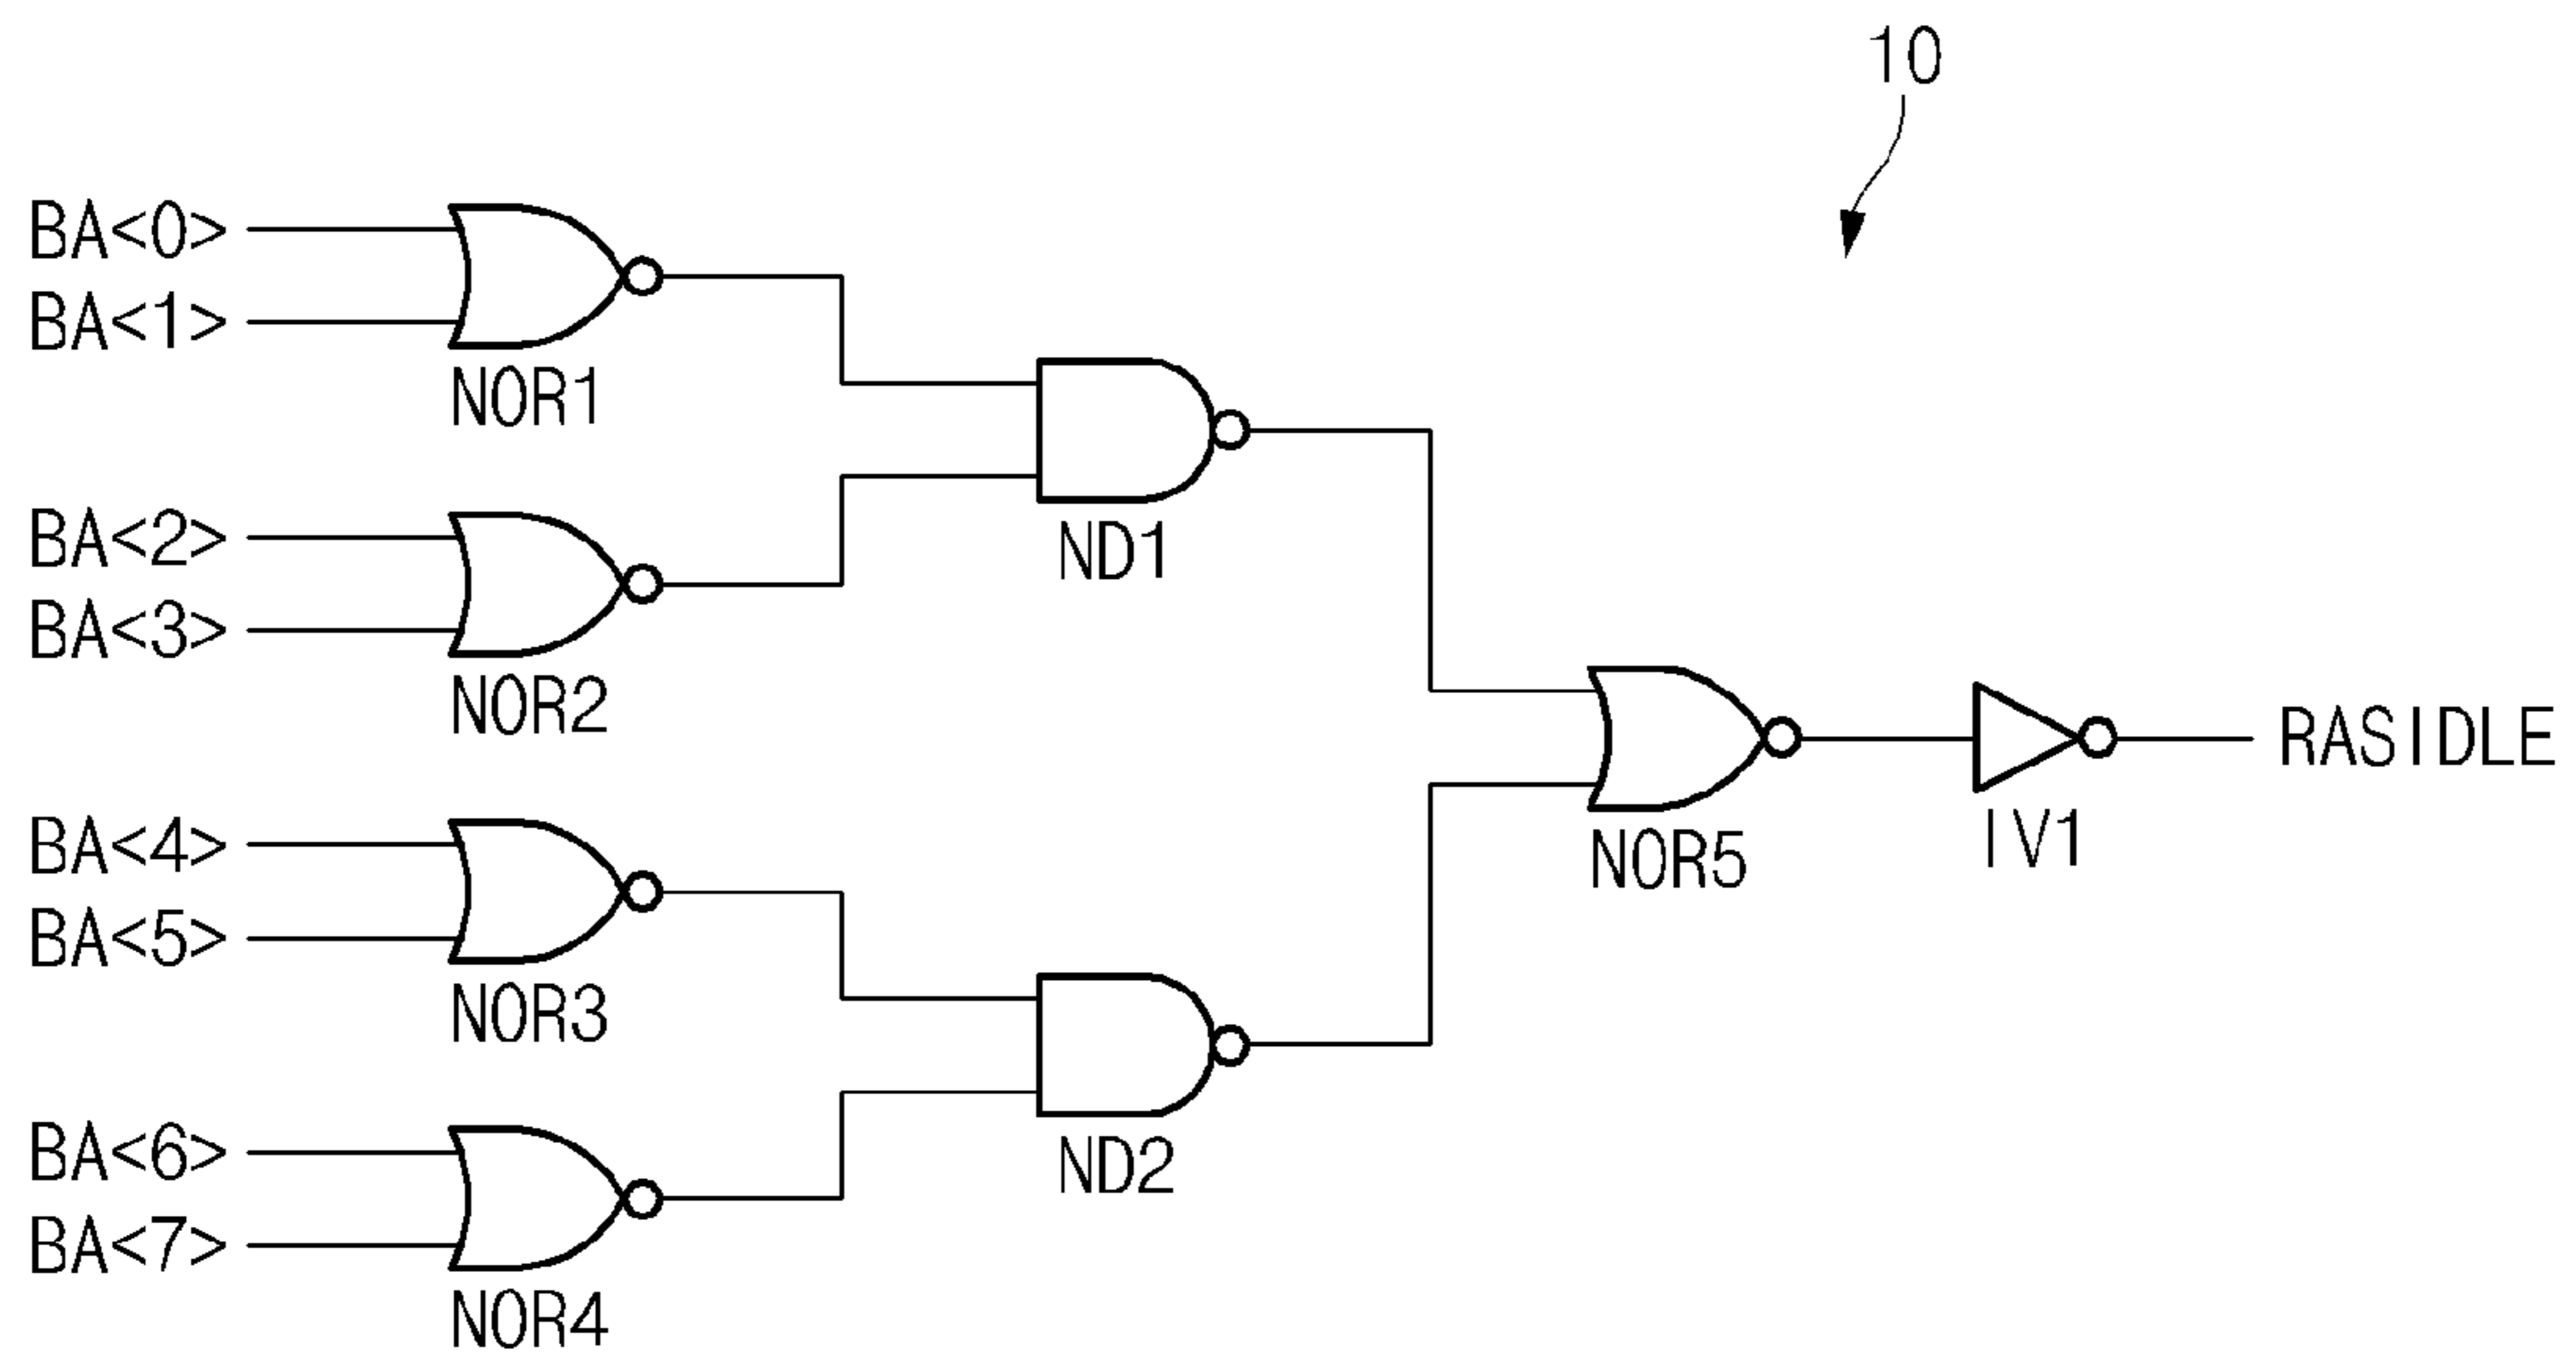 10
BA<0>
BA<1>
NOR1
BA<2>
BA<3>
NOR2
ND1
BA<4>
BA<5>
NOR3
BA<6>
BA<7>
NOR4
ND2
NOR5
IV1
RASIDLE